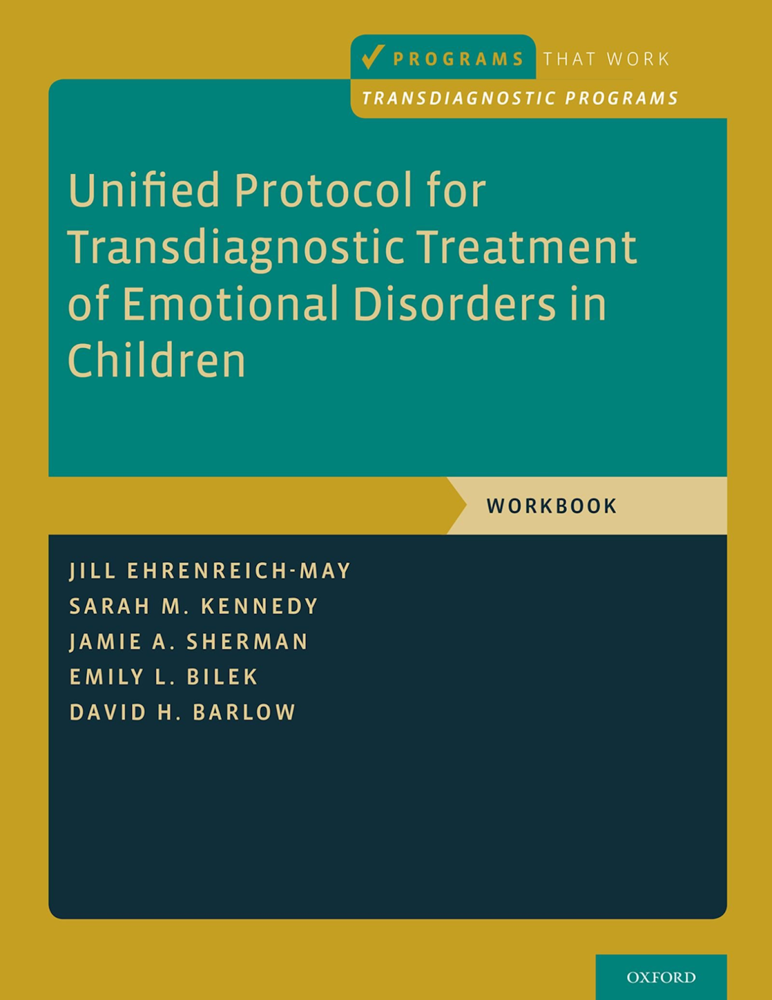 PROGRAMS THAT WORK
TRANSDIAGNOSTIC PROGRAMS
Unified Protocol for
Transdiagnostic Treatment
of Emotional Disorders in
Children
WORKBOOK
JILL EHRENREICH-MAY
SARAH M. KENNEDY
JAMIE A. SHERMAN
EMILY L. BILEK
DAVID H. BARLOW
OXFORD